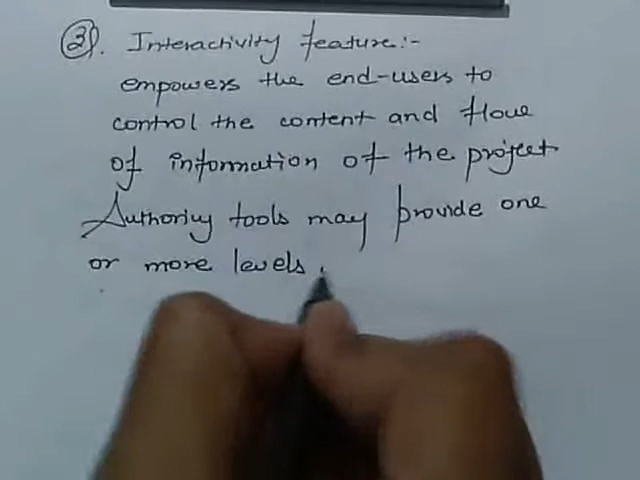 (3). Interactivity feature:-
empowers the end-users to
control the content and flowe
of information of the project
Authoring tools may provide one
or more levels